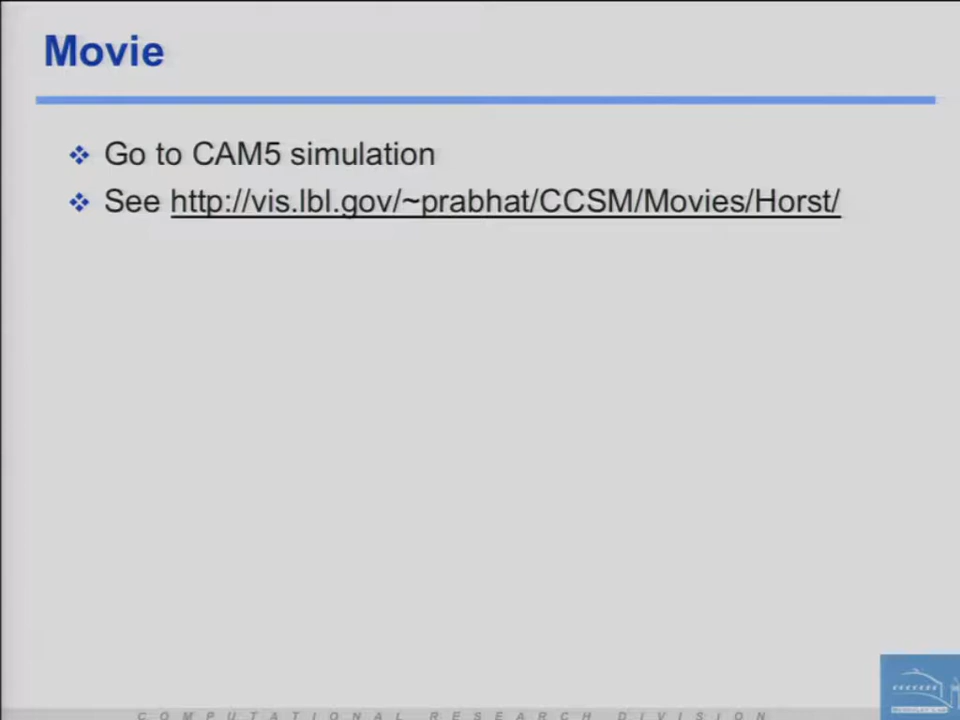 Movie
Go to CAM5 simulation
See http://vis.lbl.gov/~prabhat/CCSM/Movies/Horst/
COMPUTATIONAL RESEARCH DIVISION